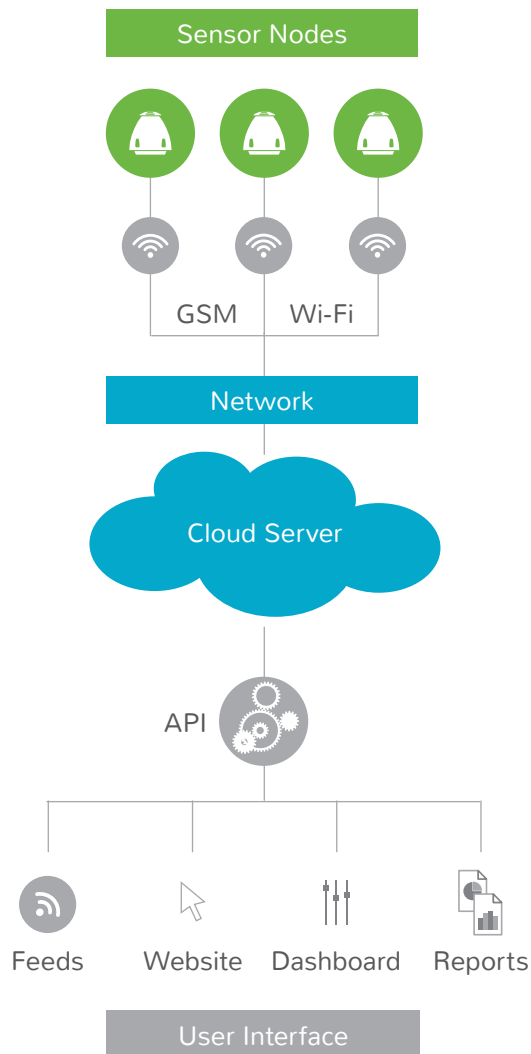 Sensor Nodes
GSM
Wi-Fi
Network
Cloud Server
API
Feeds
Website
Dashboard
Reports
User Interface